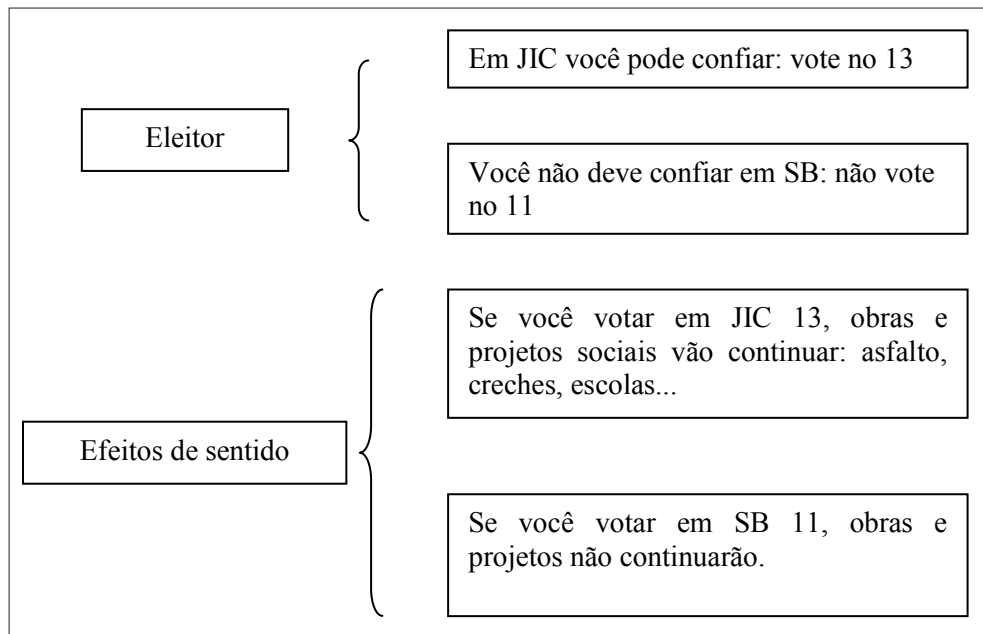 Em JIC você pode confiar: vote no 13
Eleitor
Você não deve confiar em SB: não vote
no 11
Se você votar em JIC 13, obras e
projetos sociais vão continuar: asfalto,
creches, escolas...
Efeitos de sentido
Se você votar em SB 11, obras e
projetos não continuarão.